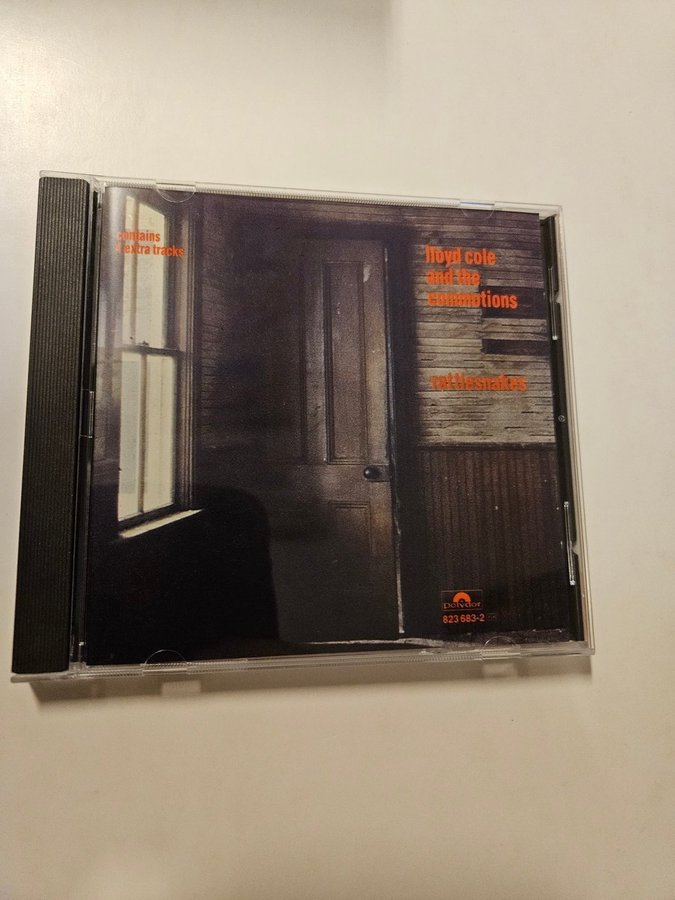 contains
extra tracks
lloyd cole
and the
commotions
rattlesnakes
Polydor
823 683-2